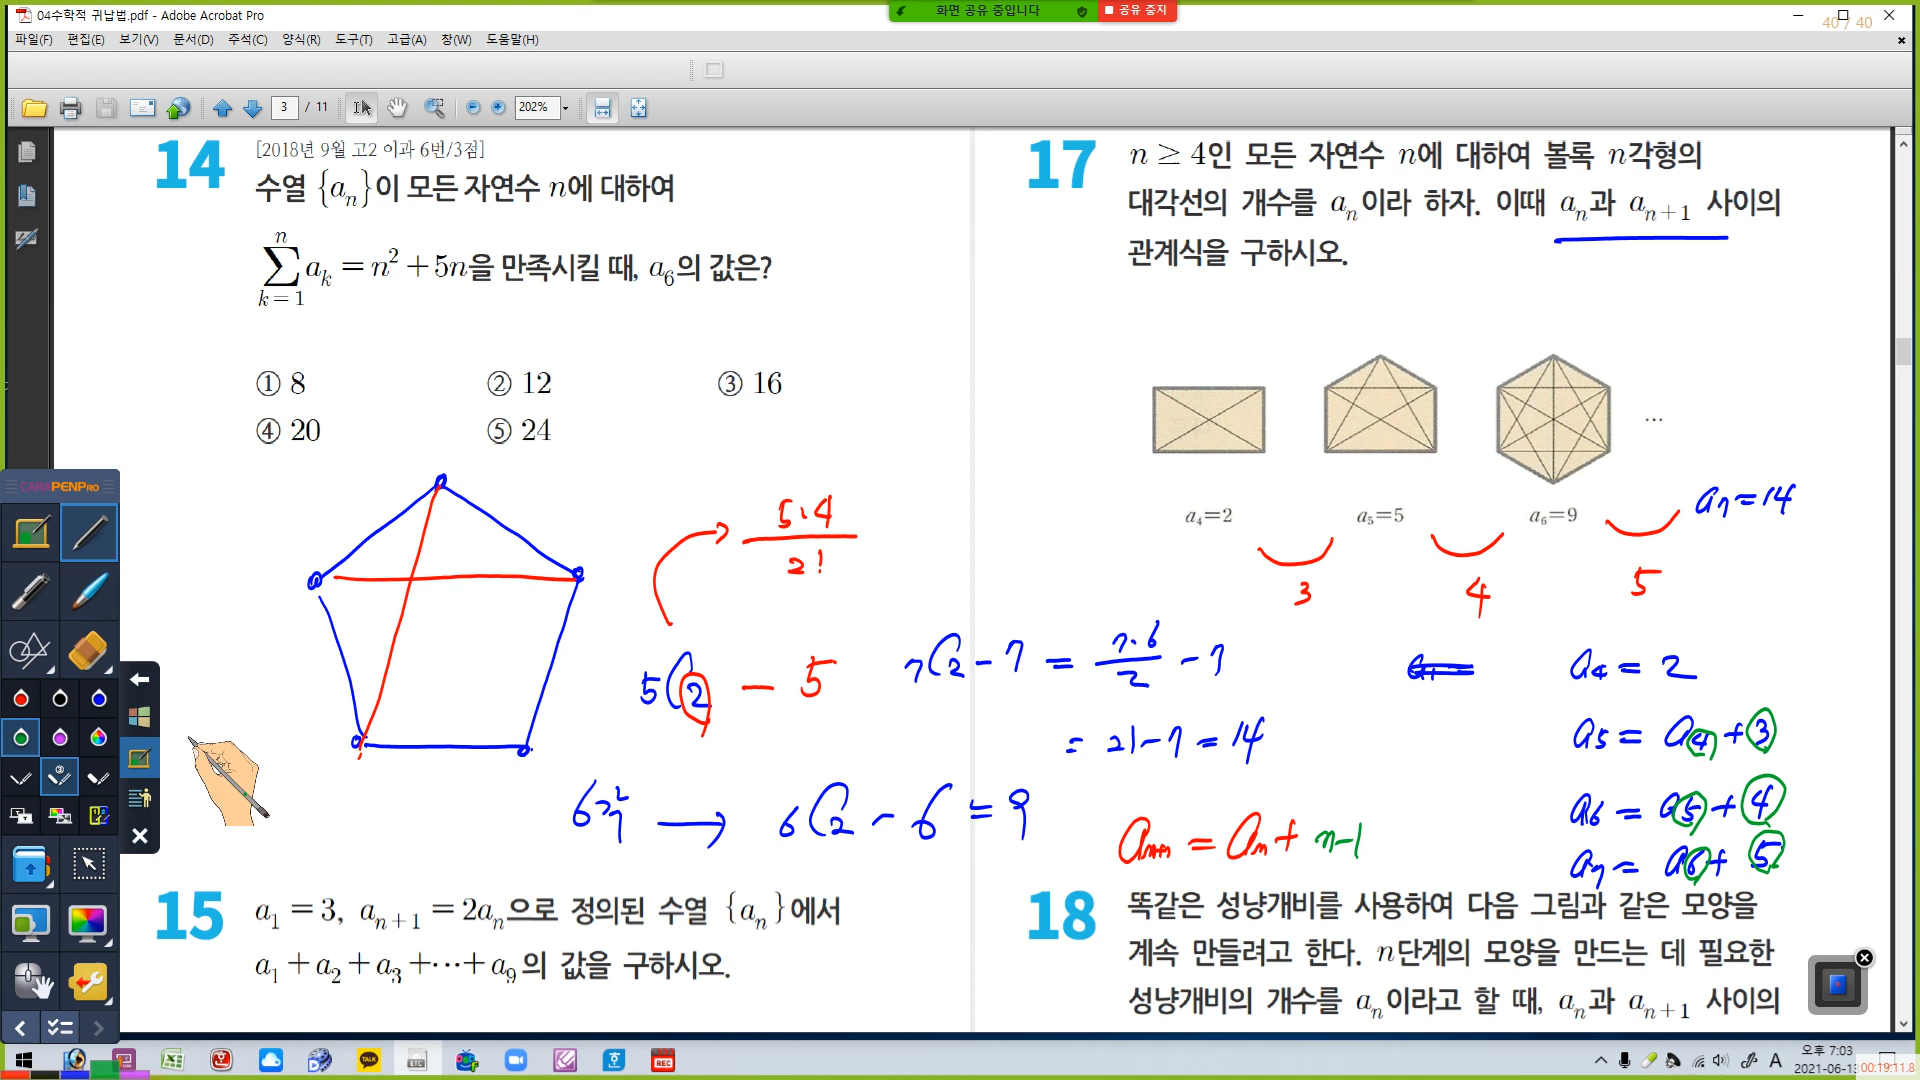 04수학적 귀납법.pdf - Adobe Acrobat Pro
화면 공유 중입니다
공유 중지
40 / 40
파일(F) 편집(E) 보기(V) 문서(D) 주석(C) 양식(R) 도구(T) 고급(A) 창(W) 도움말(H)
3 / 11
202%
14
[2018년 9월 고2 이과 6번/3점]
수열 {aₙ}이 모든 자연수 n에 대하여
n
∑ aₖ = n² + 5n을 만족시킬 때, a₆의 값은?
k = 1
① 8 ② 12 ③ 16
④ 20 ⑤ 24
5·4
2!
5C2 - 5
6각 → 6C2 - 6 = 9
15
a₁ = 3, aₙ₊₁ = 2aₙ으로 정의된 수열 {aₙ}에서
a₁ + a₂ + a₃ + ··· + a₉의 값을 구하시오.
17
n ≥ 4인 모든 자연수 n에 대하여 볼록 n각형의
대각선의 개수를 aₙ이라 하자. 이때 aₙ과 aₙ₊₁ 사이의
관계식을 구하시오.
...
a₄=2 a₅=5 a₆=9 a₇=14
3 4 5
7C2 - 7 = 7·6/2 - 7
= 21 - 7 = 14
a₄ = 2
a₅ = a₄ + 3
a₆ = a₅ + 4
a₇ = a₆ + 5
aₙ₊₁ = aₙ + n-1
18
똑같은 성냥개비를 사용하여 다음 그림과 같은 모양을
계속 만들려고 한다. n단계의 모양을 만드는 데 필요한
성냥개비의 개수를 aₙ이라고 할 때, aₙ과 aₙ₊₁ 사이의
CARAPENPRO
TALK
ETC
REC
A
오후 7:03
2021-06-13
00:19:11.8